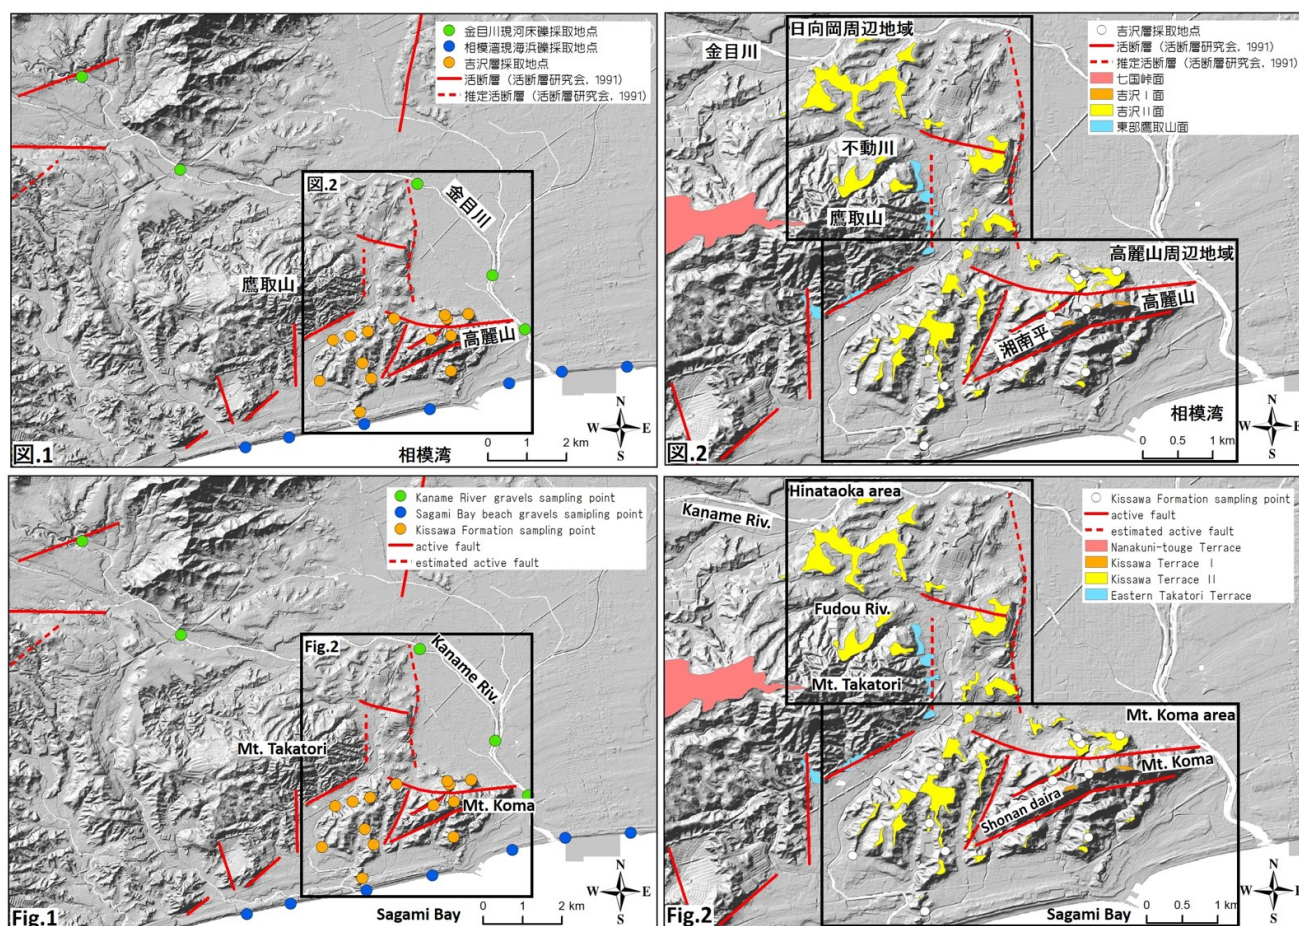 金目川現河床礫採取地点
相模湾現海浜礫採取地点
吉沢層採取地点
活断層（活断層研究会，1991）
推定活断層（活断層研究会，1991）
図.2
金目川
鷹取山
高麗山
相模湾
0 1 2 km
N
W E
S
図.1
吉沢層採取地点
活断層（活断層研究会，1991）
推定活断層（活断層研究会，1991）
七国峠面
吉沢Ⅰ面
吉沢Ⅱ面
東部鷹取山面
日向岡周辺地域
金目川
不動川
鷹取山
高麗山周辺地域
高麗山
湘南平
相模湾
0 0.5 1 km
N
W E
S
図.2
Kaname River gravels sampling point
Sagami Bay beach gravels sampling point
Kissawa Formation sampling point
active fault
estimated active fault
Fig.2
Kaname Riv.
Mt. Takatori
Mt. Koma
Sagami Bay
0 1 2 km
N
W E
S
Fig.1
Kissawa Formation sampling point
active fault
estimated active fault
Nanakuni-touge Terrace
Kissawa Terrace Ⅰ
Kissawa Terrace Ⅱ
Eastern Takatori Terrace
Hinataoka area
Kaname Riv.
Fudou Riv.
Mt. Takatori
Mt. Koma area
Mt. Koma
Shonan daira
Sagami Bay
0 0.5 1 km
N
W E
S
Fig.2